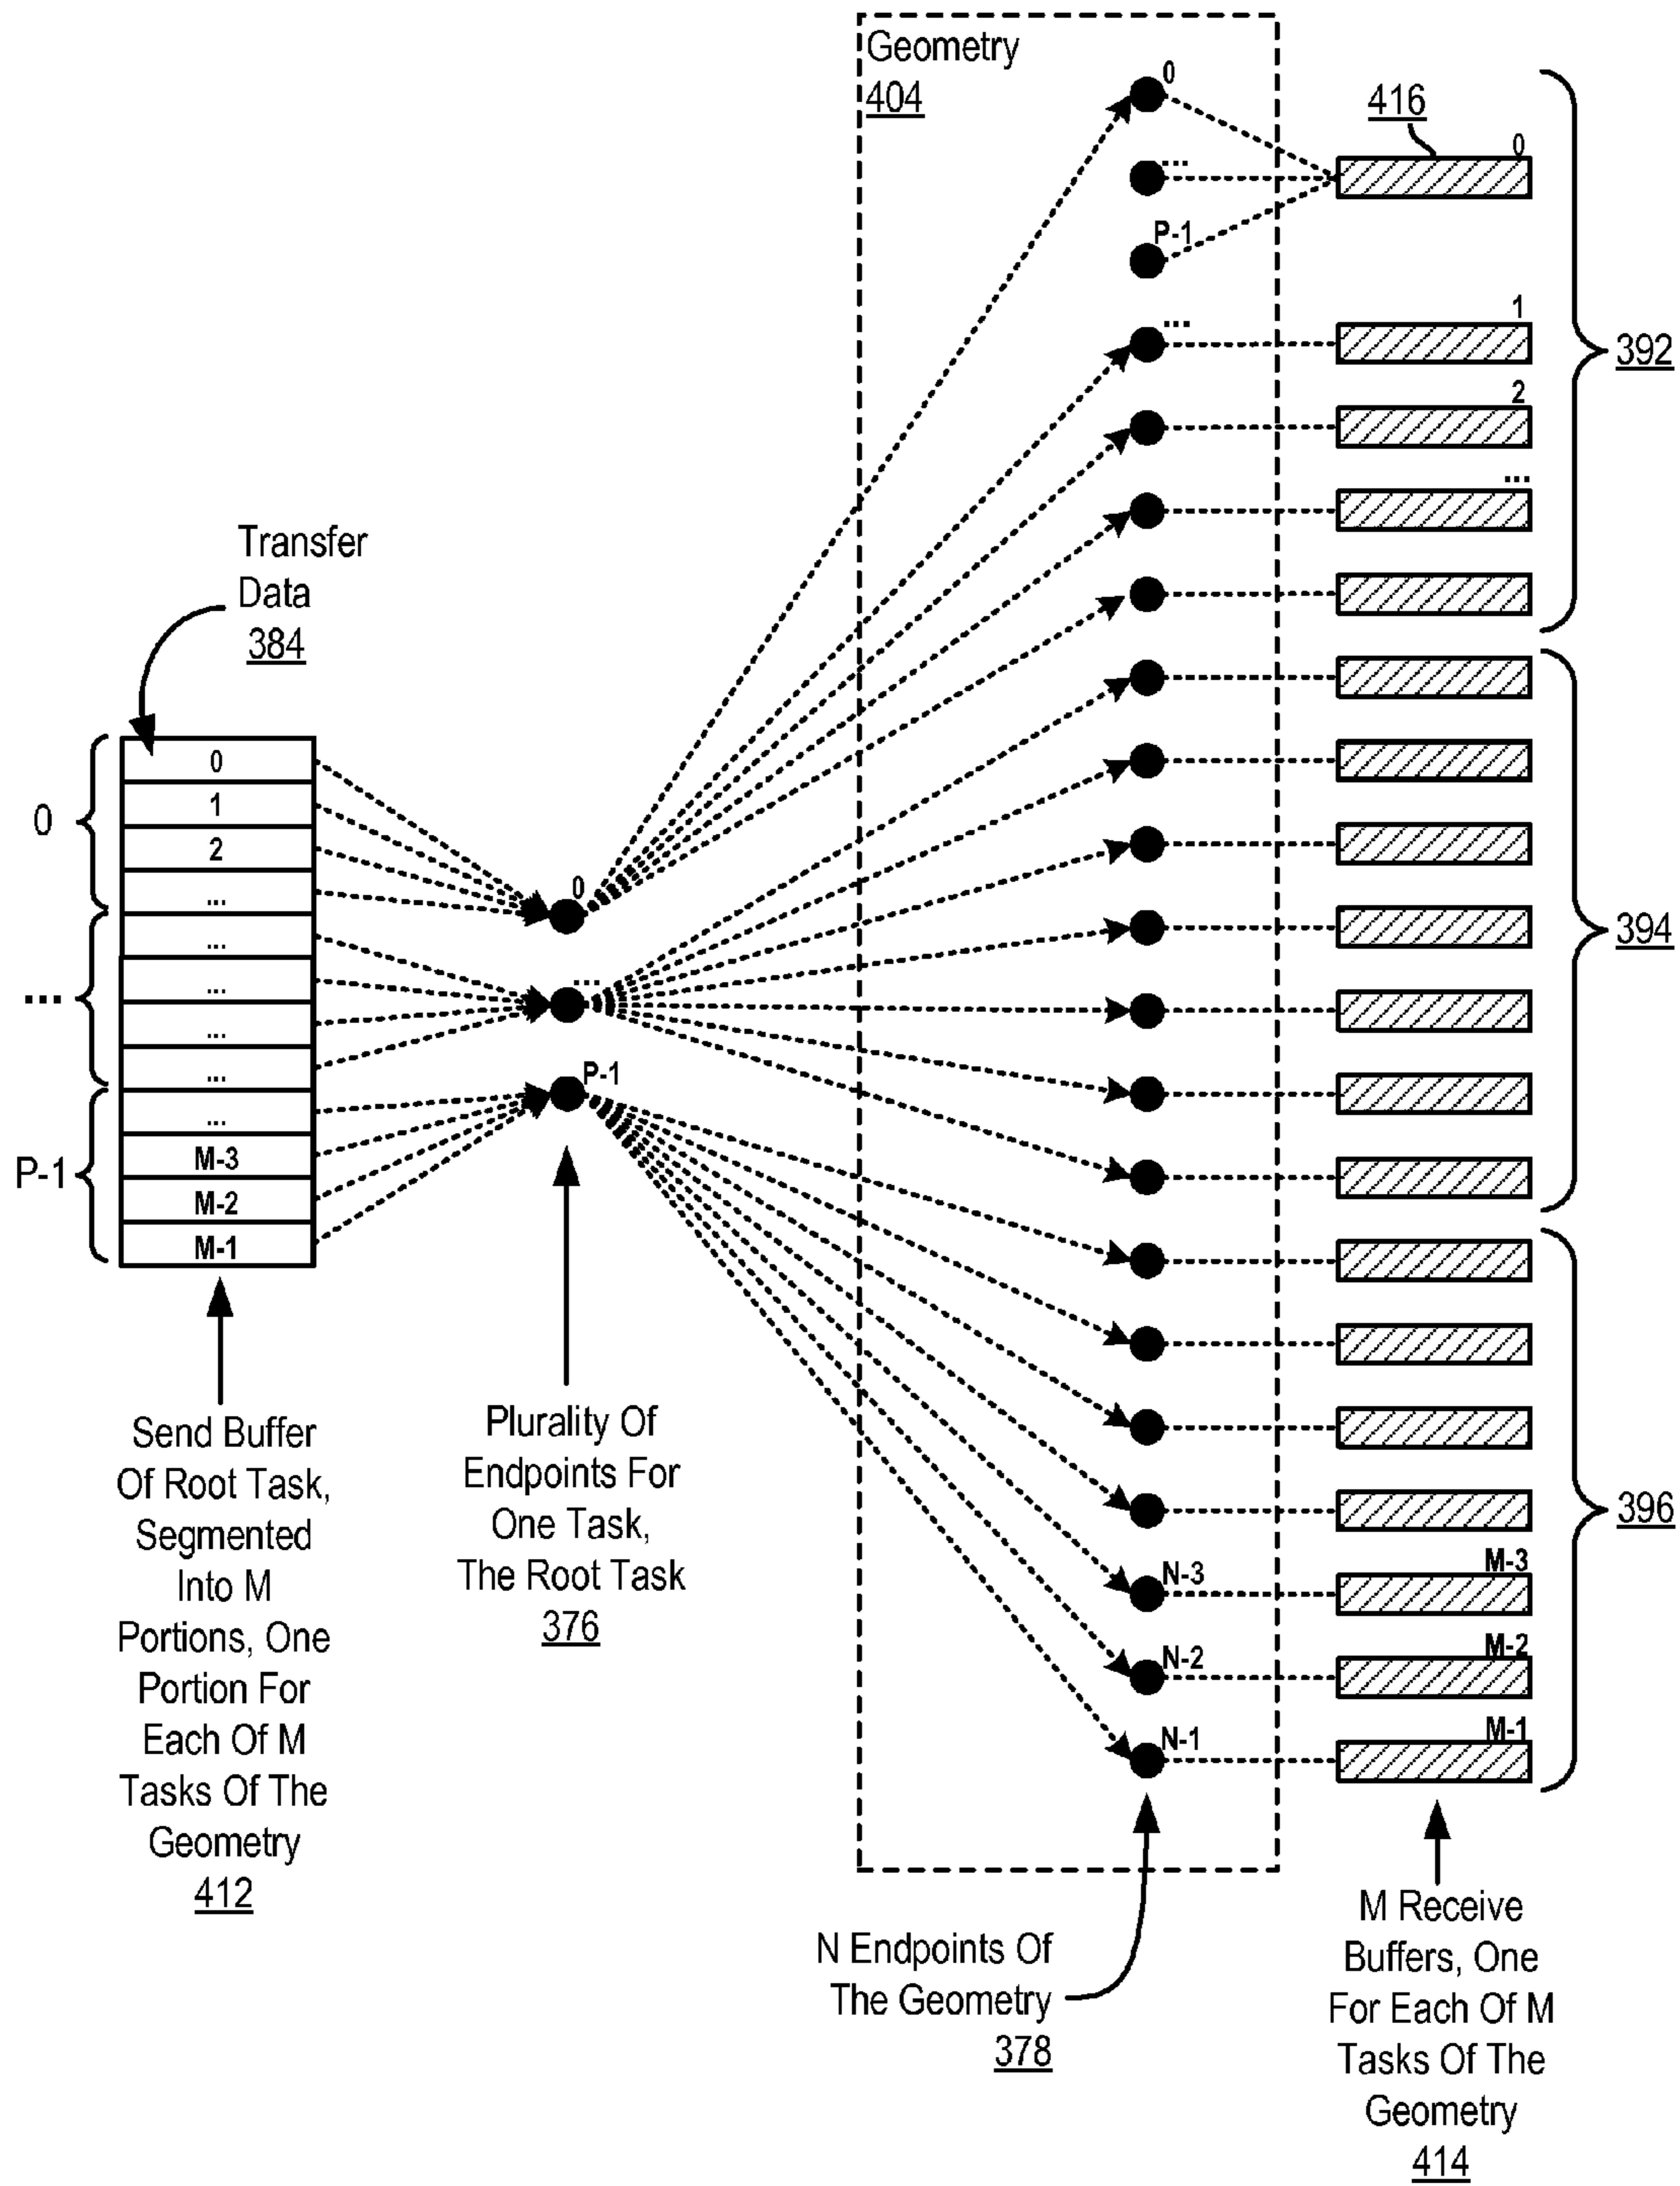 Geometry
404
0
...
P-1
...
416
0
1
2
...
392
Transfer
Data
384
0
...
P-1
0
1
2
...
...
...
...
...
...
M-3
M-2
M-1
0
...
P-1
394
396
N-3
N-2
N-1
M-3
M-2
M-1
Send Buffer
Of Root Task,
Segmented
Into M
Portions, One
Portion For
Each Of M
Tasks Of The
Geometry
412
Plurality Of
Endpoints For
One Task,
The Root Task
376
N Endpoints Of
The Geometry
378
M Receive
Buffers, One
For Each Of M
Tasks Of The
Geometry
414